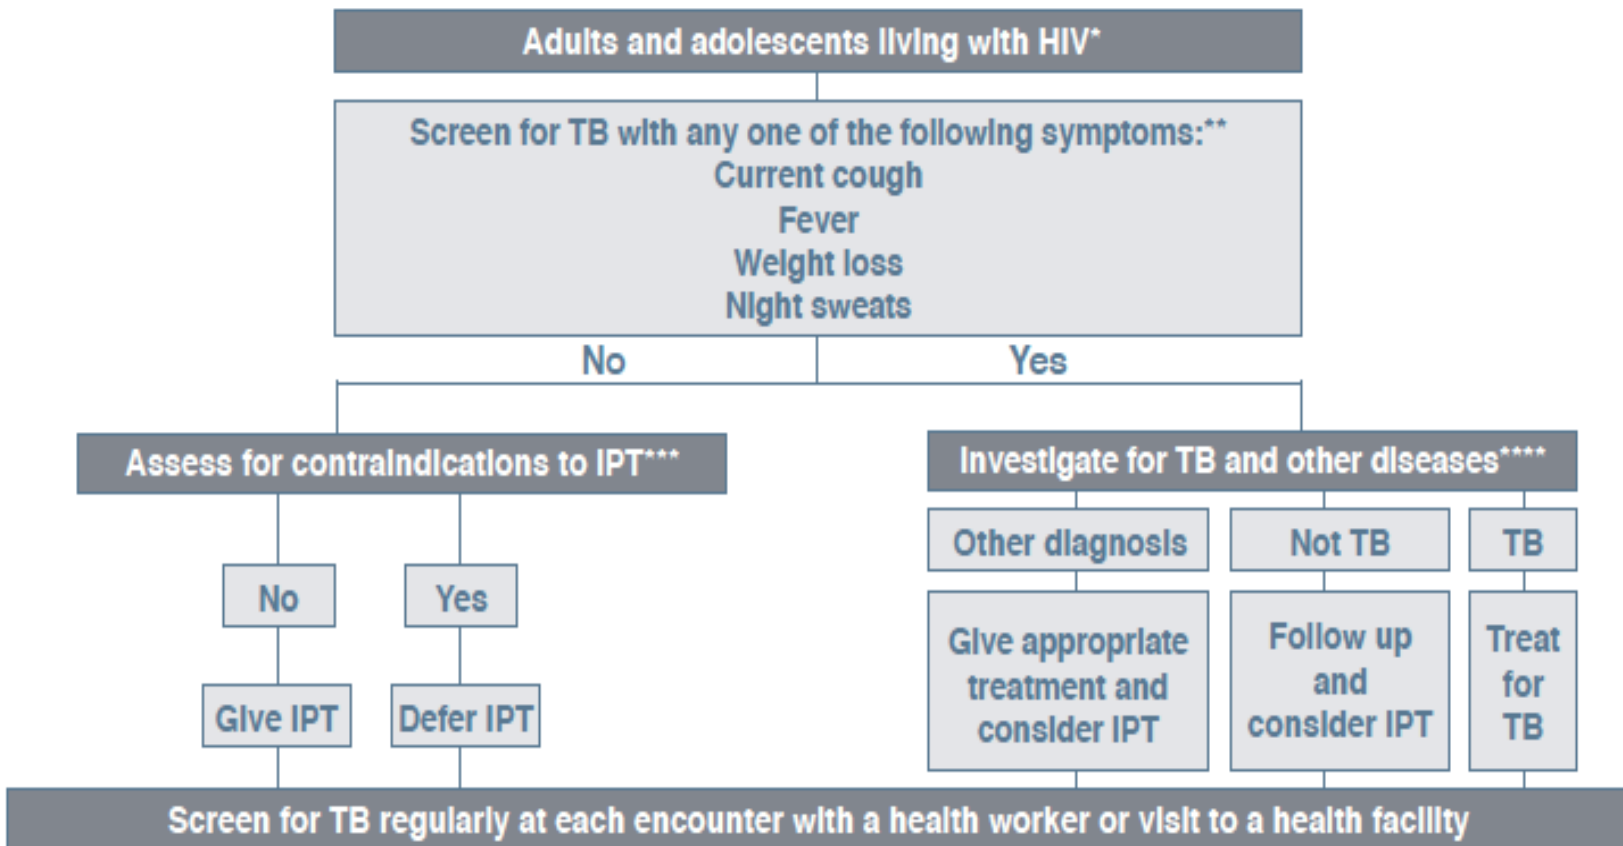 Adults and adolescents living with HIV*
Screen for TB with any one of the following symptoms:**
Current cough
Fever
Weight loss
Night sweats
No
Yes
Assess for contraindications to IPT***
Investigate for TB and other diseases****
Other diagnosis
Not TB
TB
No
Yes
Give appropriate
treatment and
consider IPT
Follow up
and
consider IPT
Treat
for
TB
Give IPT
Defer IPT
Screen for TB regularly at each encounter with a health worker or visit to a health facility